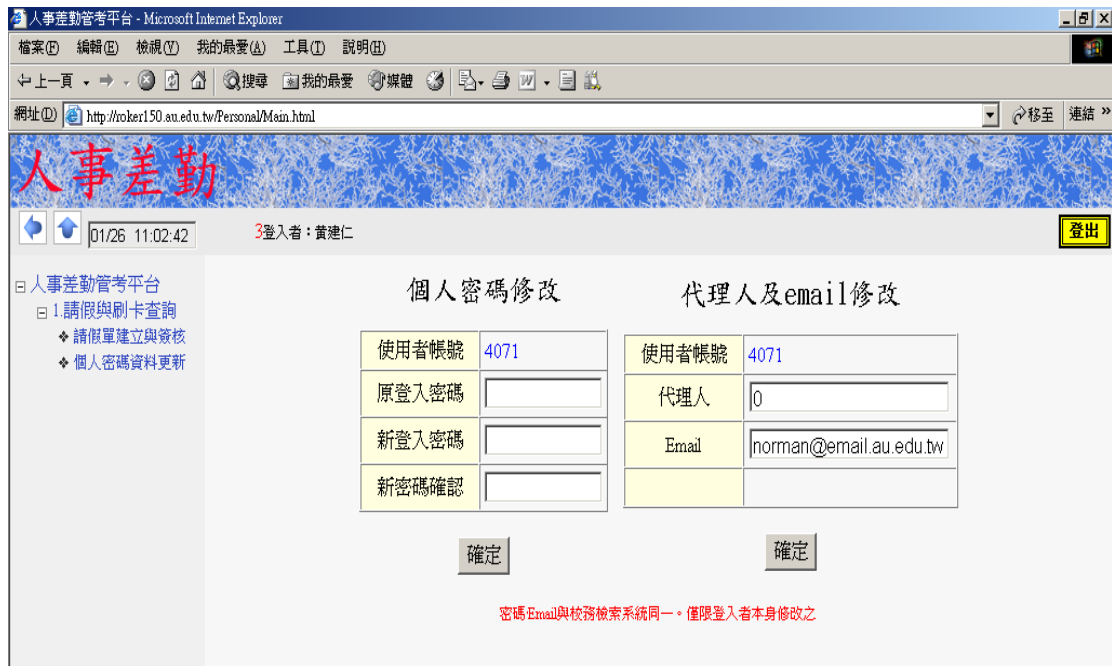 人事差勤管考平台 - Microsoft Internet Explorer
檔案(F) 編輯(E) 檢視(V) 我的最愛(A) 工具(T) 說明(H)
上一頁 搜尋 我的最愛 媒體
網址(D) http://roker150.au.edu.tw/Personal/Main.html 移至 連結 »
人事差勤
01/26 11:02:42 3登入者：黃建仁 登出
人事差勤管考平台
1.請假與刷卡查詢
請假單建立與簽核
個人密碼資料更新
個人密碼修改
使用者帳號 4071
原登入密碼
新登入密碼
新密碼確認
確定
代理人及email修改
使用者帳號 4071
代理人 0
Email norman@email.au.edu.tw
確定
密碼,Email與校務檢索系統同一。僅限登入者本身修改之